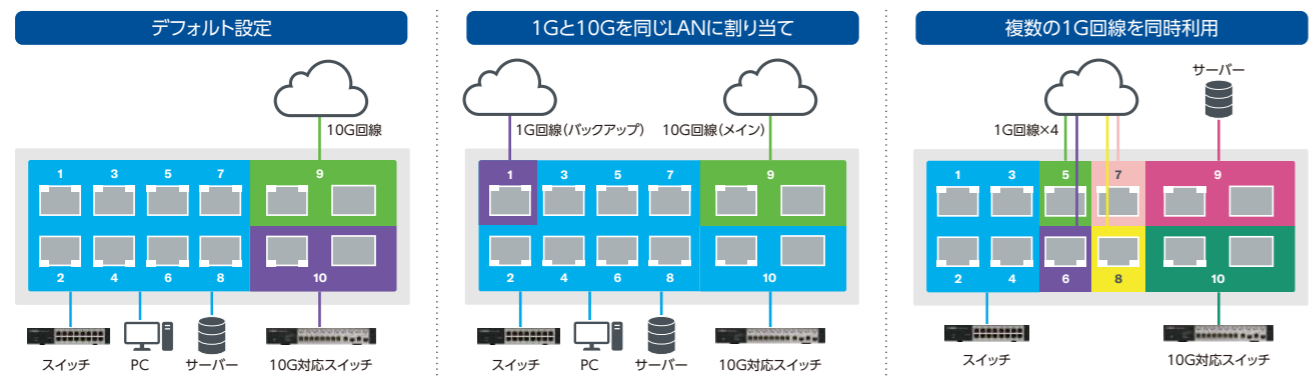 デフォルト設定
10G回線
1 3 5 7 9
2 4 6 8 10
スイッチ PC サーバー 10G対応スイッチ
1Gと10Gを同じLANに割り当て
1G回線(バックアップ) 10G回線(メイン)
1 3 5 7 9
2 4 6 8 10
スイッチ PC サーバー 10G対応スイッチ
複数の1G回線を同時利用
サーバー
1G回線×4
1 3 5 7 9
2 4 6 8 10
スイッチ 10G対応スイッチ